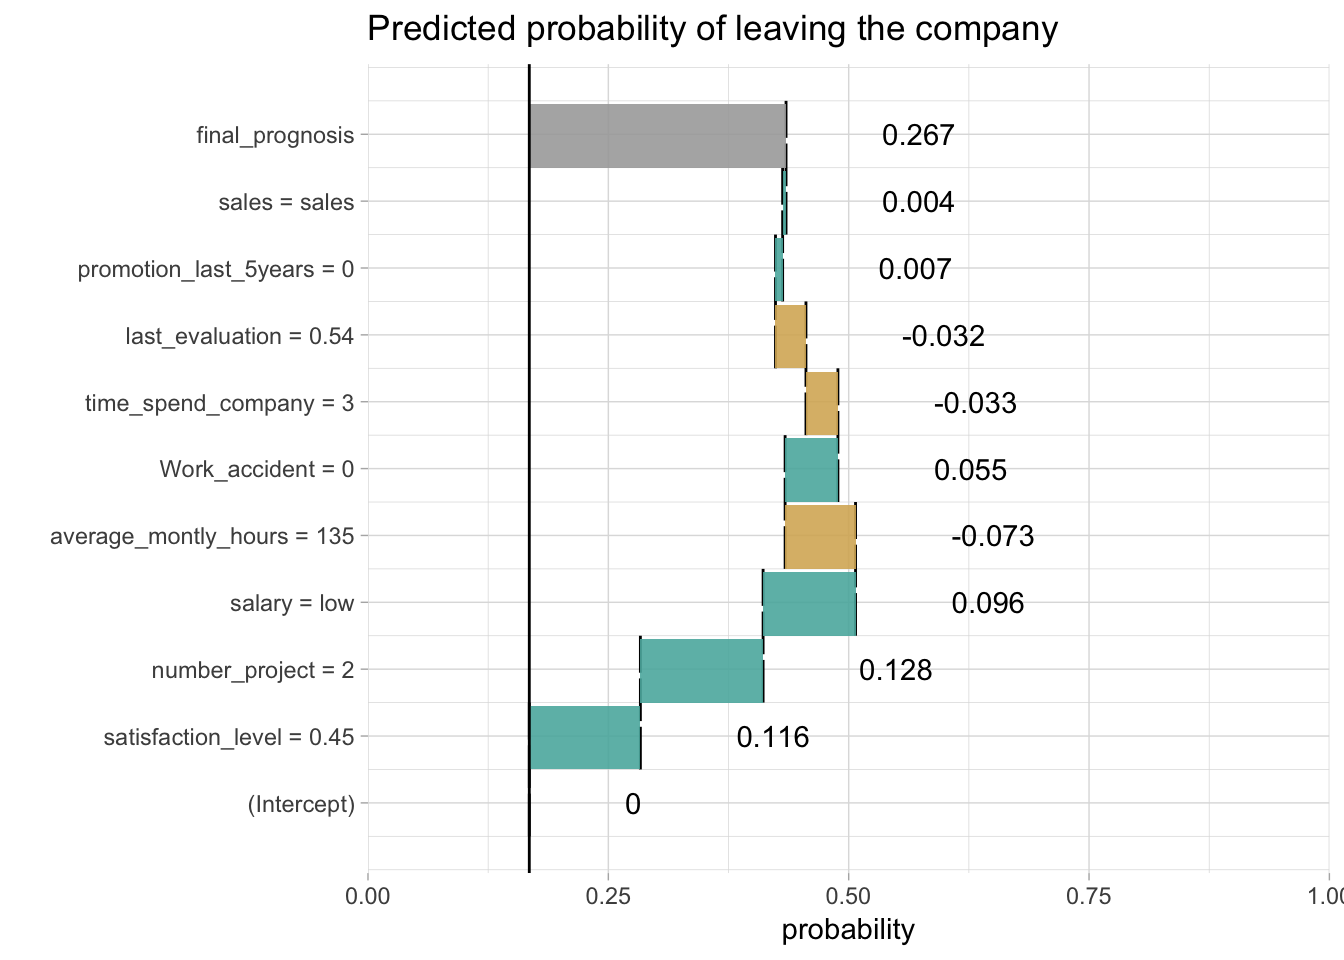 Predicted probability of leaving the company
final_prognosis 0.267
sales = sales 0.004
promotion_last_5years = 0 0.007
last_evaluation = 0.54 -0.032
time_spend_company = 3 -0.033
Work_accident = 0 0.055
average_montly_hours = 135 -0.073
salary = low 0.096
number_project = 2 0.128
satisfaction_level = 0.45 0.116
(Intercept) 0
0.00 0.25 0.50 0.75 1.00
probability